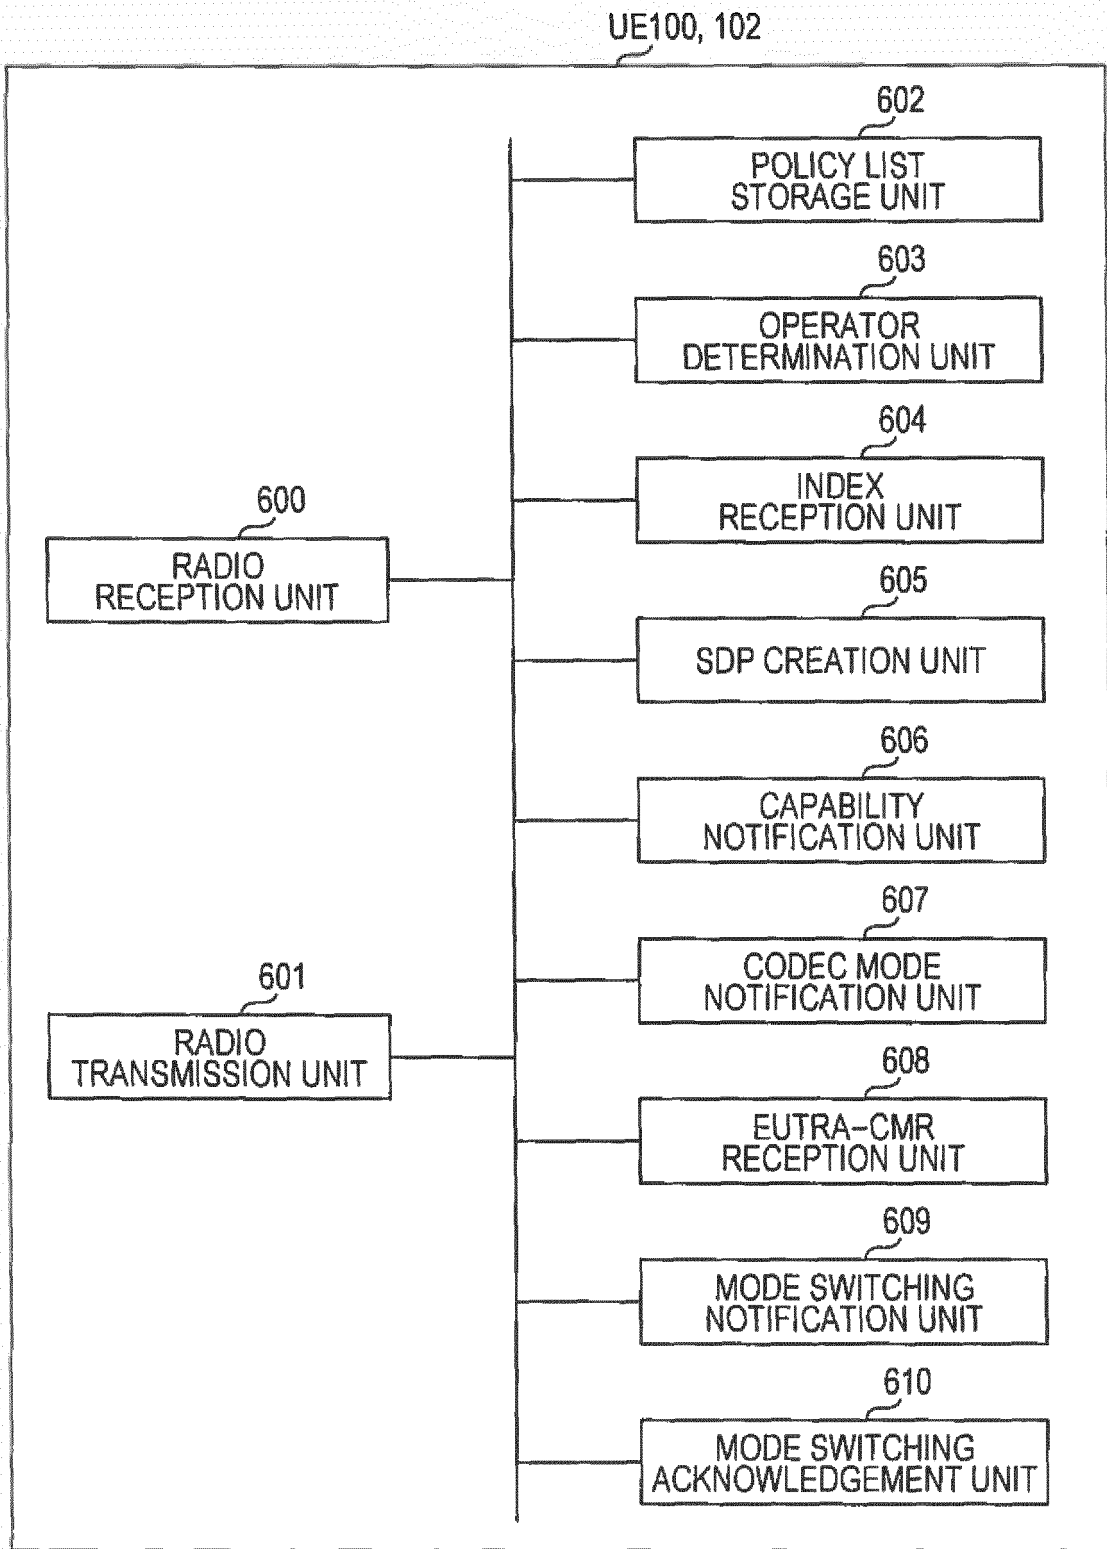 UE100, 102
602
POLICY LIST
STORAGE UNIT
603
OPERATOR
DETERMINATION UNIT
604
INDEX
RECEPTION UNIT
600
RADIO
RECEPTION UNIT
605
SDP CREATION UNIT
606
CAPABILITY
NOTIFICATION UNIT
607
CODEC MODE
NOTIFICATION UNIT
601
RADIO
TRANSMISSION UNIT
608
EUTRA-CMR
RECEPTION UNIT
609
MODE SWITCHING
NOTIFICATION UNIT
610
MODE SWITCHING
ACKNOWLEDGEMENT UNIT